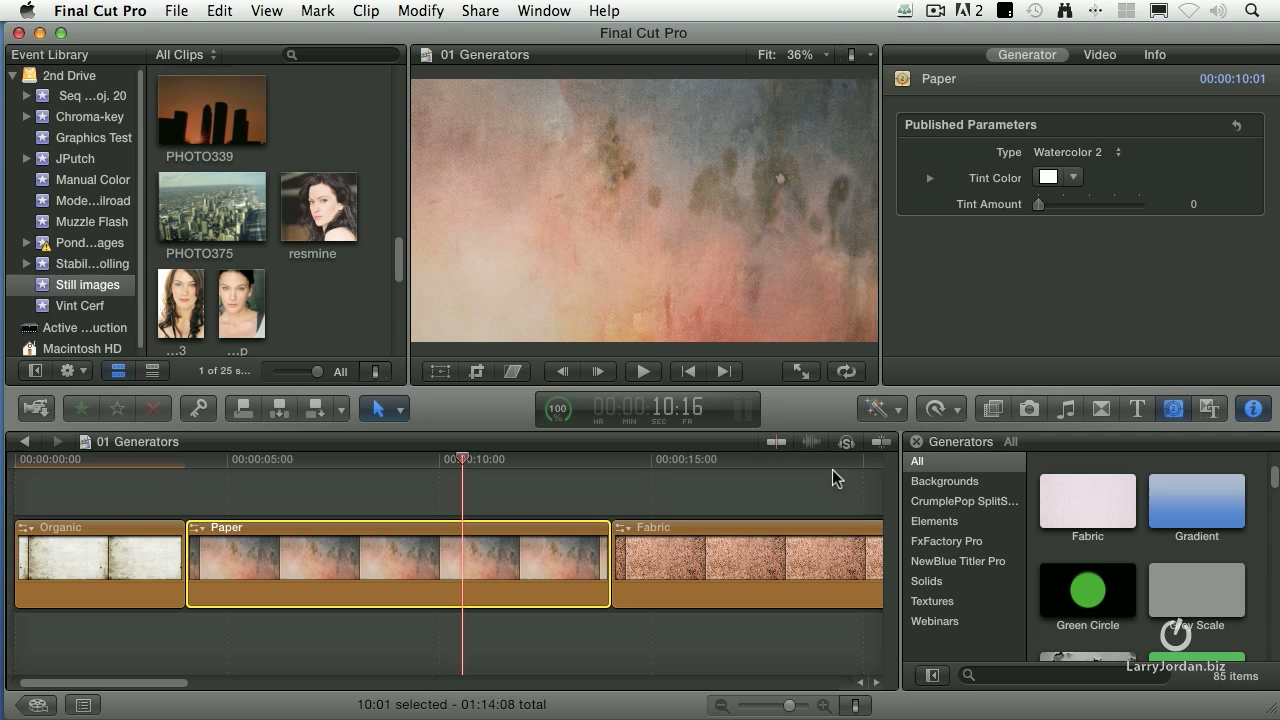 Final Cut Pro File Edit View Mark Clip Modify Share Window Help 2
Final Cut Pro
Event Library All Clips
2nd Drive
Seq ...oj. 20
Chroma-key
Graphics Test
JPutch
Manual Color
Mode...ilroad
Muzzle Flash
Pond...ages
Stabil...olling
Still images
Vint Cerf
Active ...uction
Macintosh HD
PHOTO339
PHOTO375 resmine
...3 ...p
1 of 25 s... All
01 Generators Fit: 36%
Generator Video Info
Paper 00:00:10:01
Published Parameters
Type Watercolor 2
Tint Color
Tint Amount 0
100 % 00:00:10:16
HR MIN SEC FR
01 Generators
00:00:00:00 00:00:05:00 00:00:10:00 00:00:15:00
Organic Paper Fabric
Generators All
All
Backgrounds
CrumplePop SplitS...
Elements
FxFactory Pro
NewBlue Titler Pro
Solids
Textures
Webinars
Fabric Gradient
Green Circle Grey Scale
LarryJordan.biz
85 items
10:01 selected - 01:14:08 total